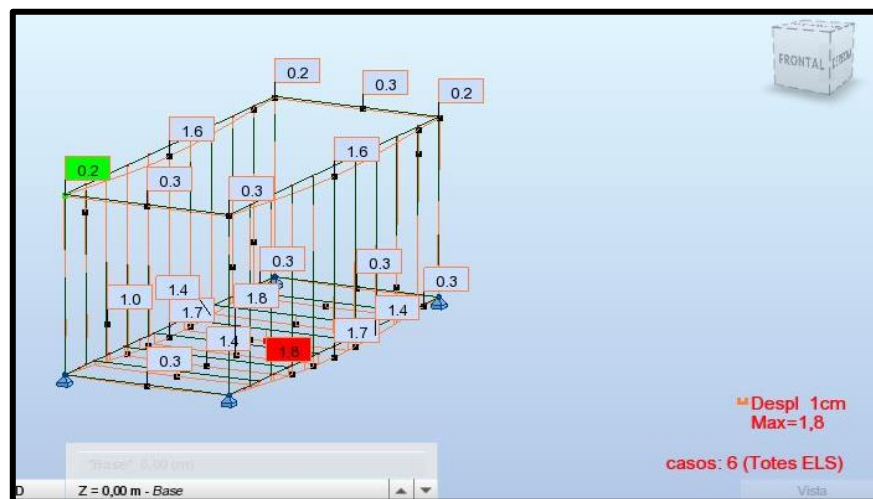 FRONTAL
0.2
0.3
0.2
1.6
1.6
0.2
0.3
0.3
0.3
0.3
0.3
1.4
1.8
1.0
1.7
1.4
1.7
1.4
0.3
1.8
Despl 1cm
Max=1,8
casos: 6 (Totes ELS)
"Base" 0,00 (m)
D
Z = 0,00 m - Base
Vista